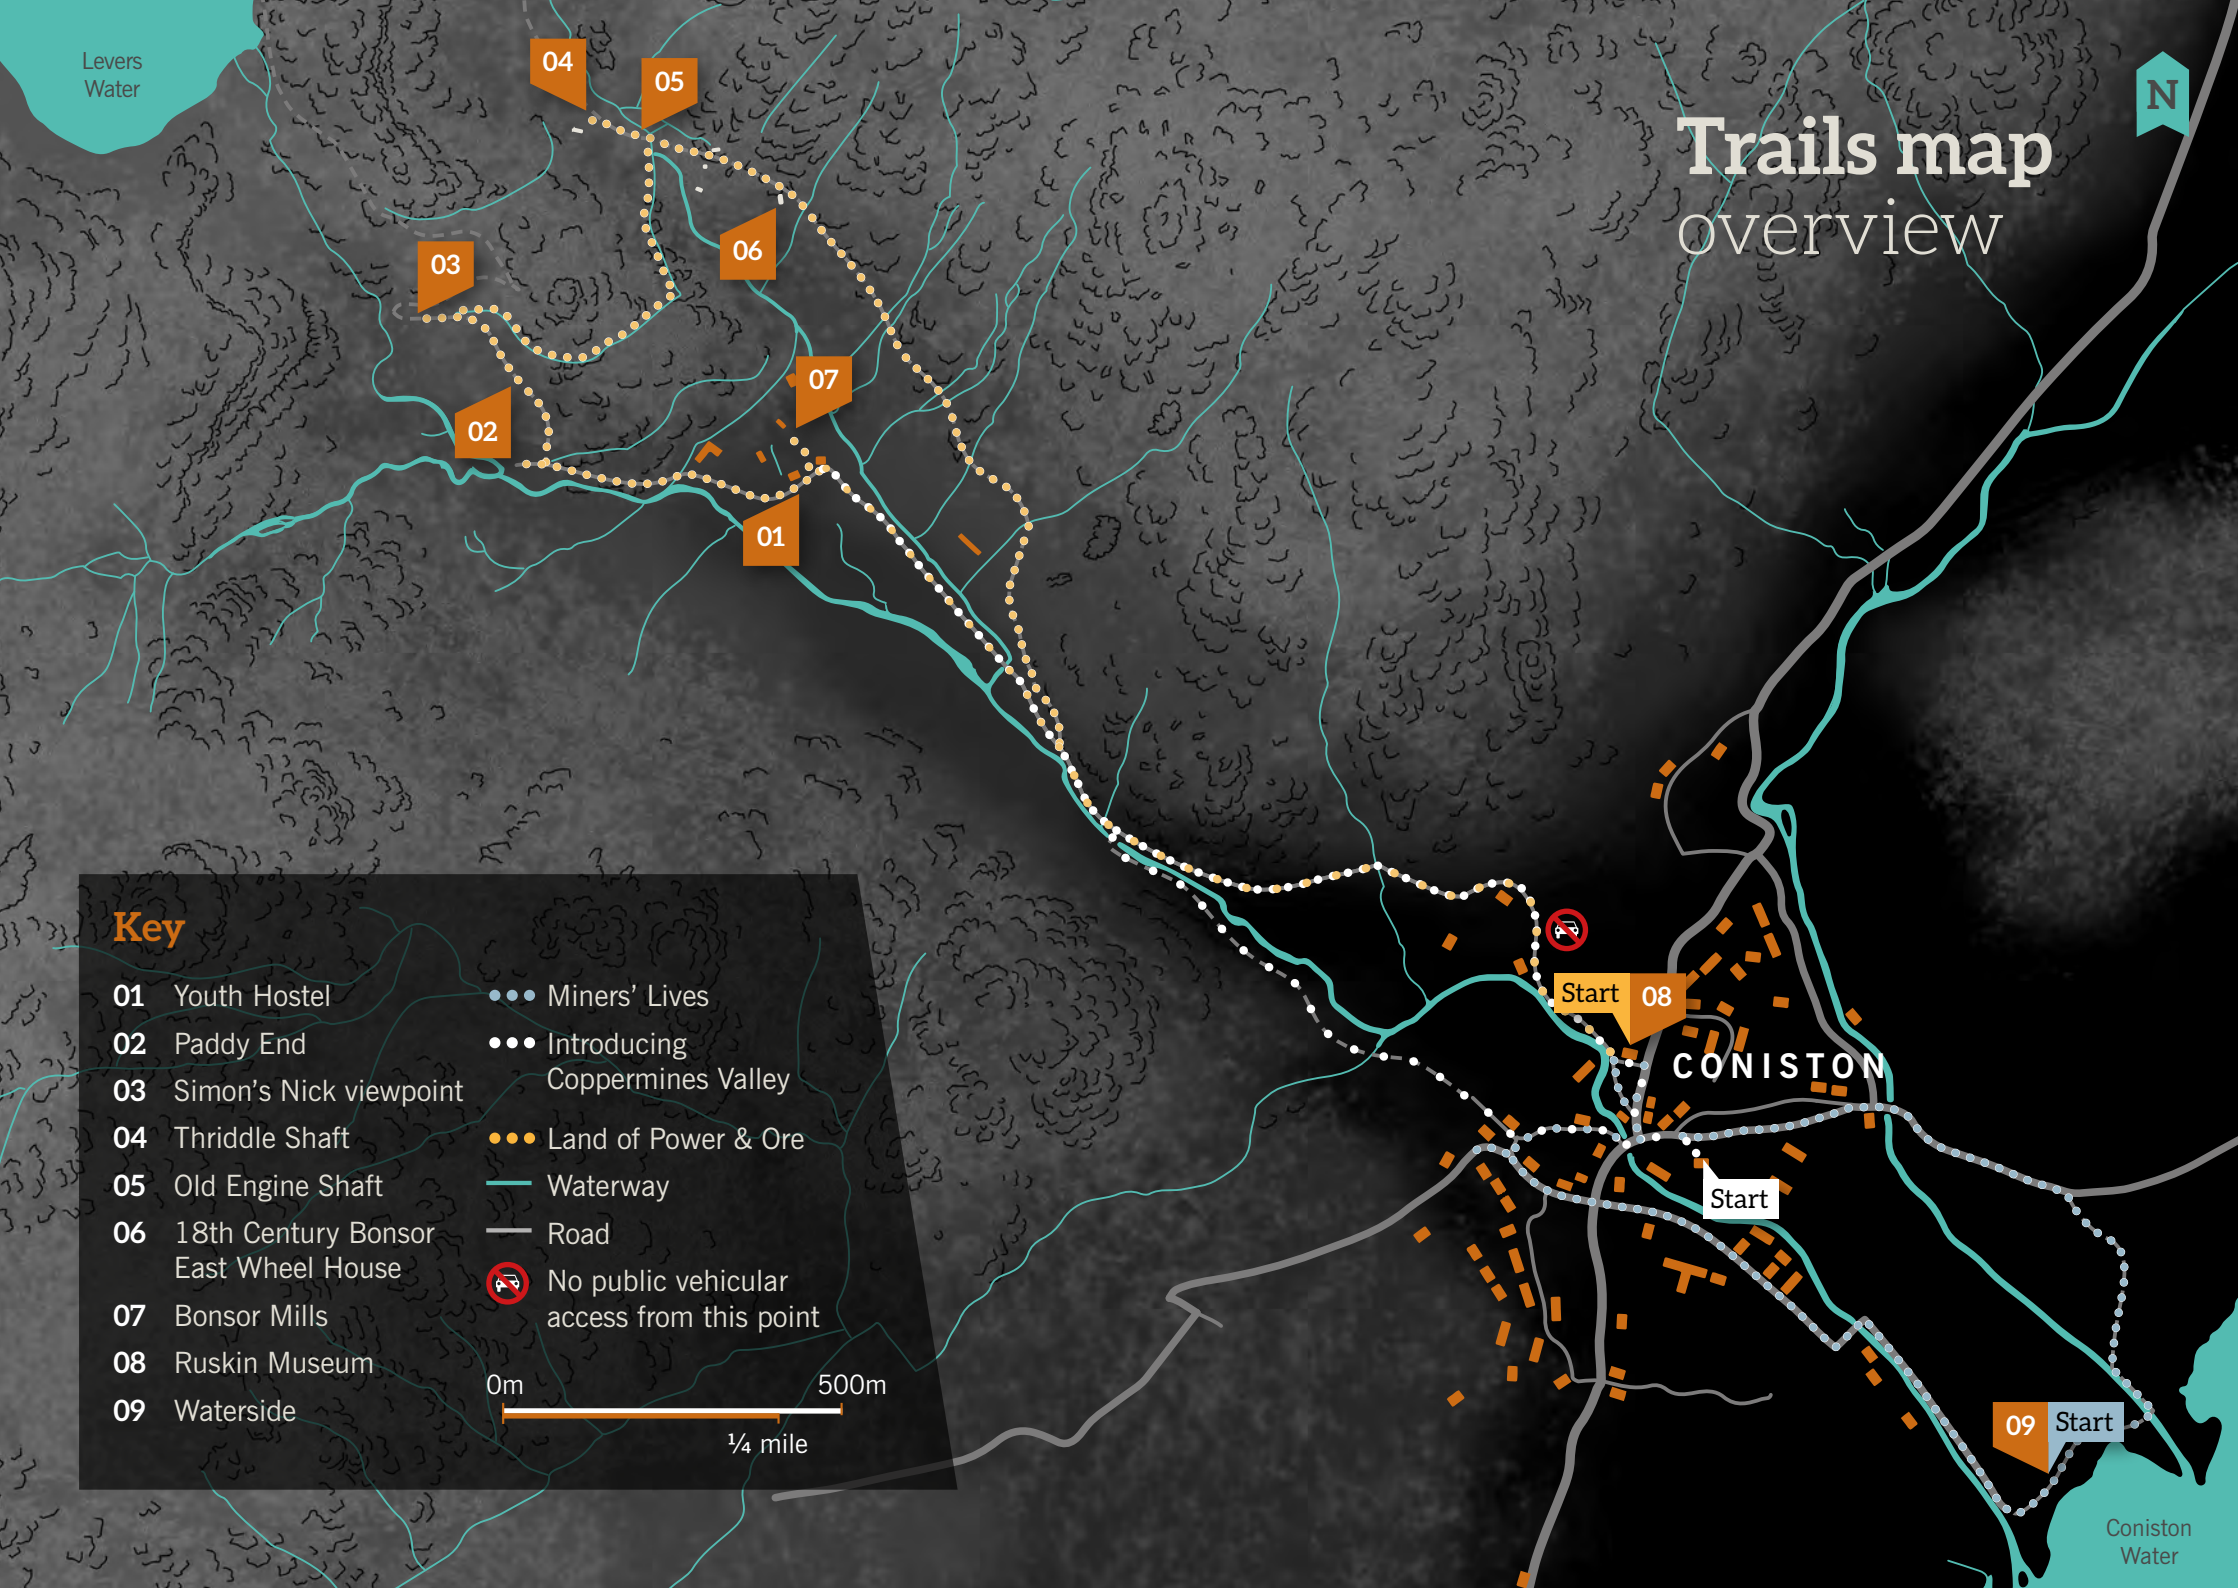 Levers
Water
04
05
N
Trails map
overview
03
06
07
02
01
Start
08
CONISTON
Start
09
Start
Coniston
Water
Key
01 Youth Hostel
02 Paddy End
03 Simon's Nick viewpoint
04 Thriddle Shaft
05 Old Engine Shaft
06 18th Century Bonsor
East Wheel House
07 Bonsor Mills
08 Ruskin Museum
09 Waterside
Miners' Lives
Introducing
Coppermines Valley
Land of Power & Ore
Waterway
Road
No public vehicular
access from this point
0m 500m
¼ mile